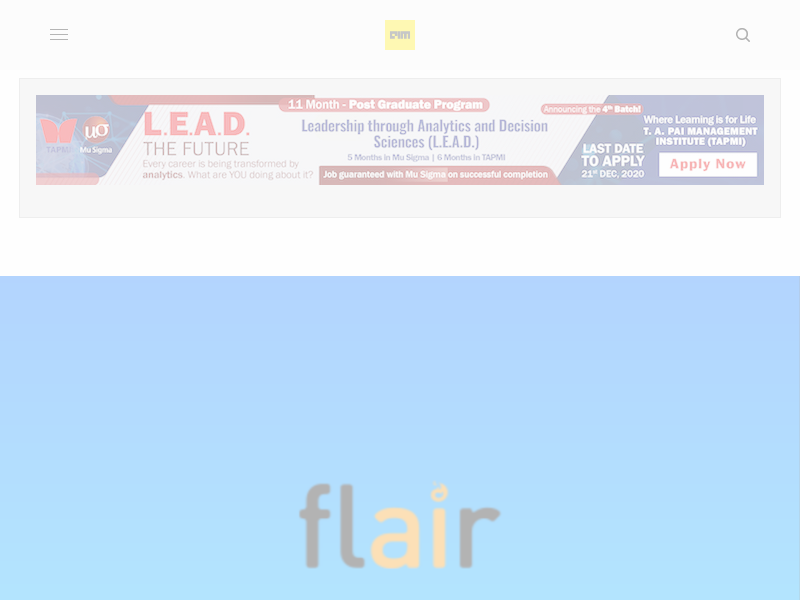 AIM
11 Month - Post Graduate Program
Announcing the 4th Batch!
L.E.A.D.
THE FUTURE
Every career is being transformed by
analytics. What are YOU doing about it?
TAPMI
μσ
Mu Sigma
Leadership through Analytics and Decision
Sciences (L.E.A.D.)
5 Months in Mu Sigma | 6 Months in TAPMI
Job guaranteed with Mu Sigma on successful completion
LAST DATE
TO APPLY
21st DEC, 2020
Where Learning is for Life
T. A. PAI MANAGEMENT
INSTITUTE (TAPMI)
Apply Now
flair